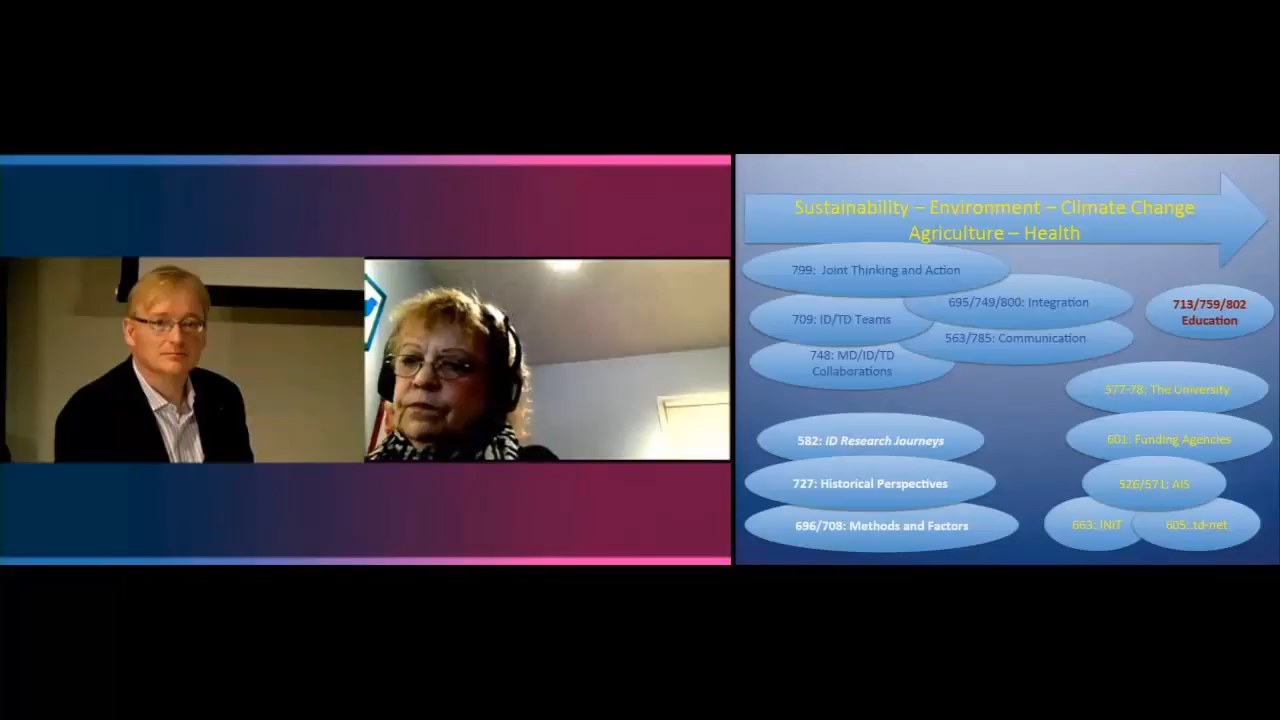 Sustainability – Environment – Climate Change
Agriculture – Health
799: Joint Thinking and Action
695/749/800: Integration
713/759/802
Education
709: ID/TD Teams
563/785: Communication
748: MD/ID/TD
Collaborations
577-78: The University
582: ID Research Journeys
601: Funding Agencies
727: Historical Perspectives
526/571: AIS
696/708: Methods and Factors
663: INIT
605: td-net